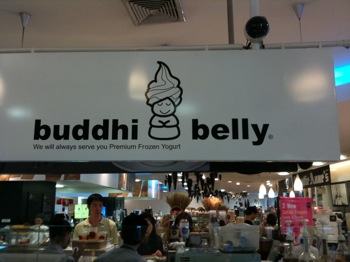 buddhi belly®
We will always serve you Premium Frozen Yogurt